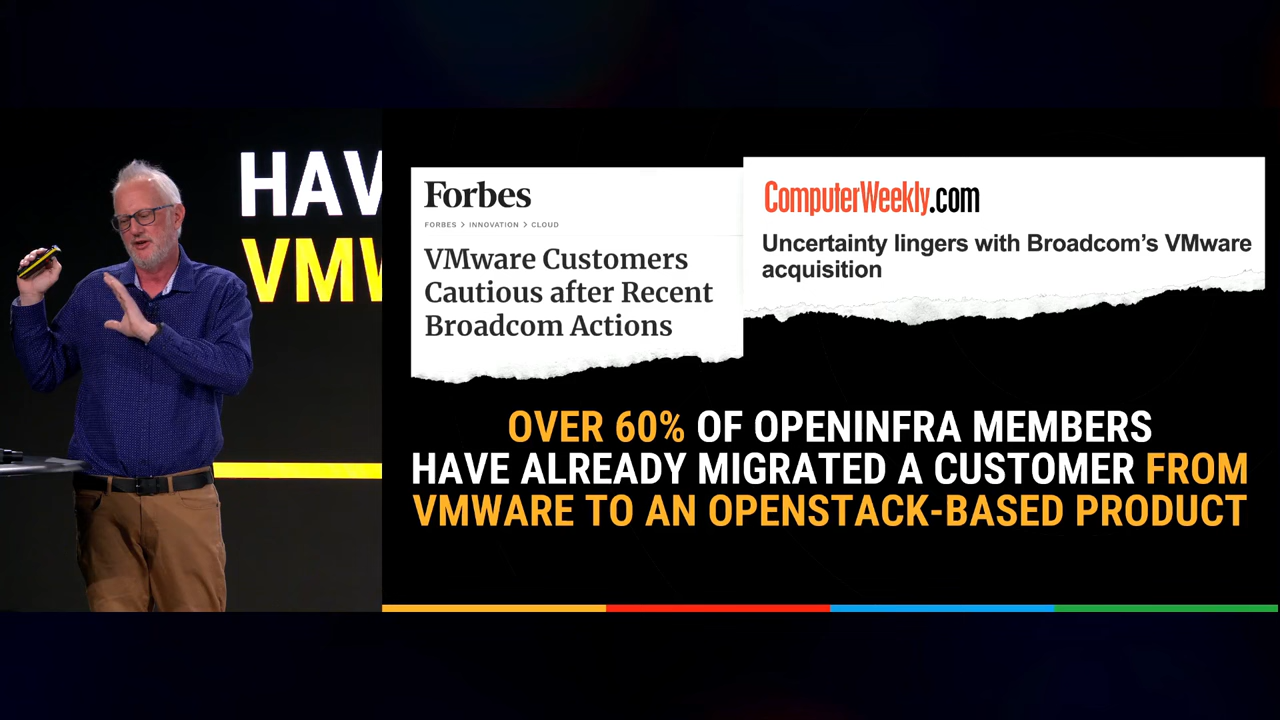 HAV
VMW
Forbes
FORBES > INNOVATION > CLOUD
VMware Customers
Cautious after Recent
Broadcom Actions
ComputerWeekly.com
Uncertainty lingers with Broadcom’s VMware
acquisition
OVER 60% OF OPENINFRA MEMBERS
HAVE ALREADY MIGRATED A CUSTOMER FROM
VMWARE TO AN OPENSTACK-BASED PRODUCT